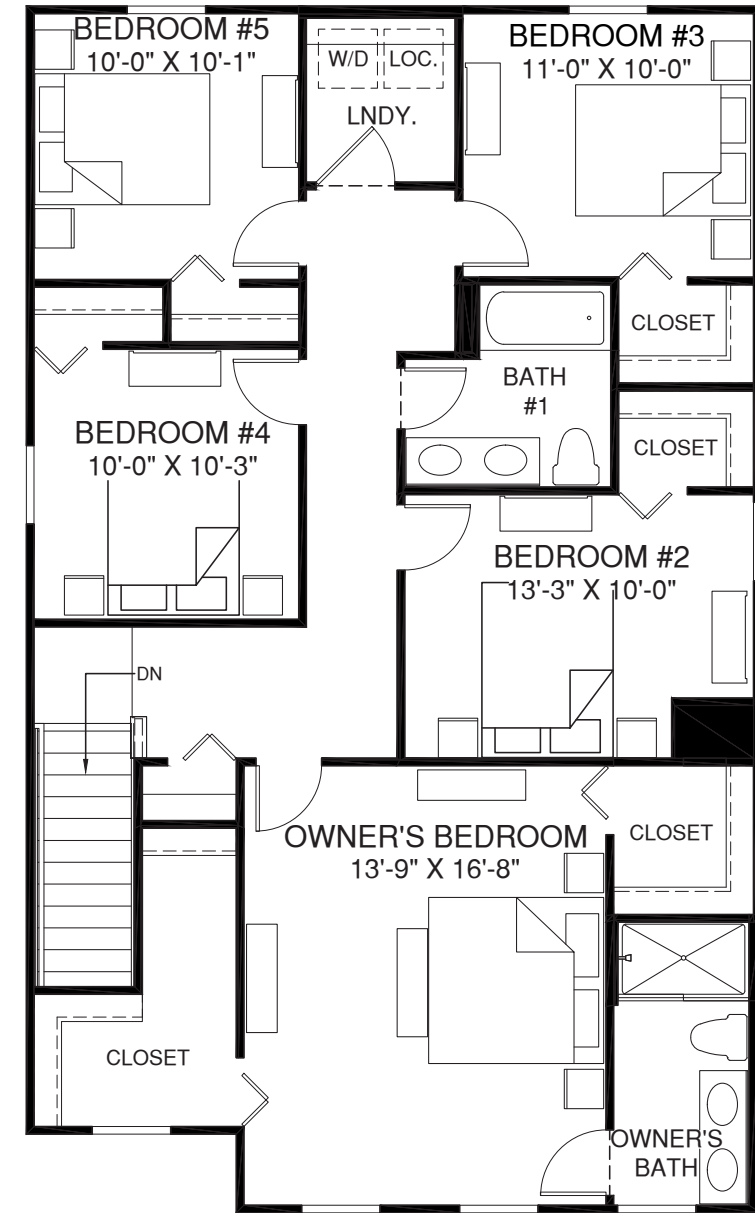 BEDROOM #5
10'-0" X 10'-1"
W/D
LOC.
LNDY.
BEDROOM #3
11'-0" X 10'-0"
CLOSET
BATH
#1
CLOSET
BEDROOM #4
10'-0" X 10'-3"
BEDROOM #2
13'-3" X 10'-0"
DN
OWNER'S BEDROOM
13'-9" X 16'-8"
CLOSET
CLOSET
OWNER'S
BATH